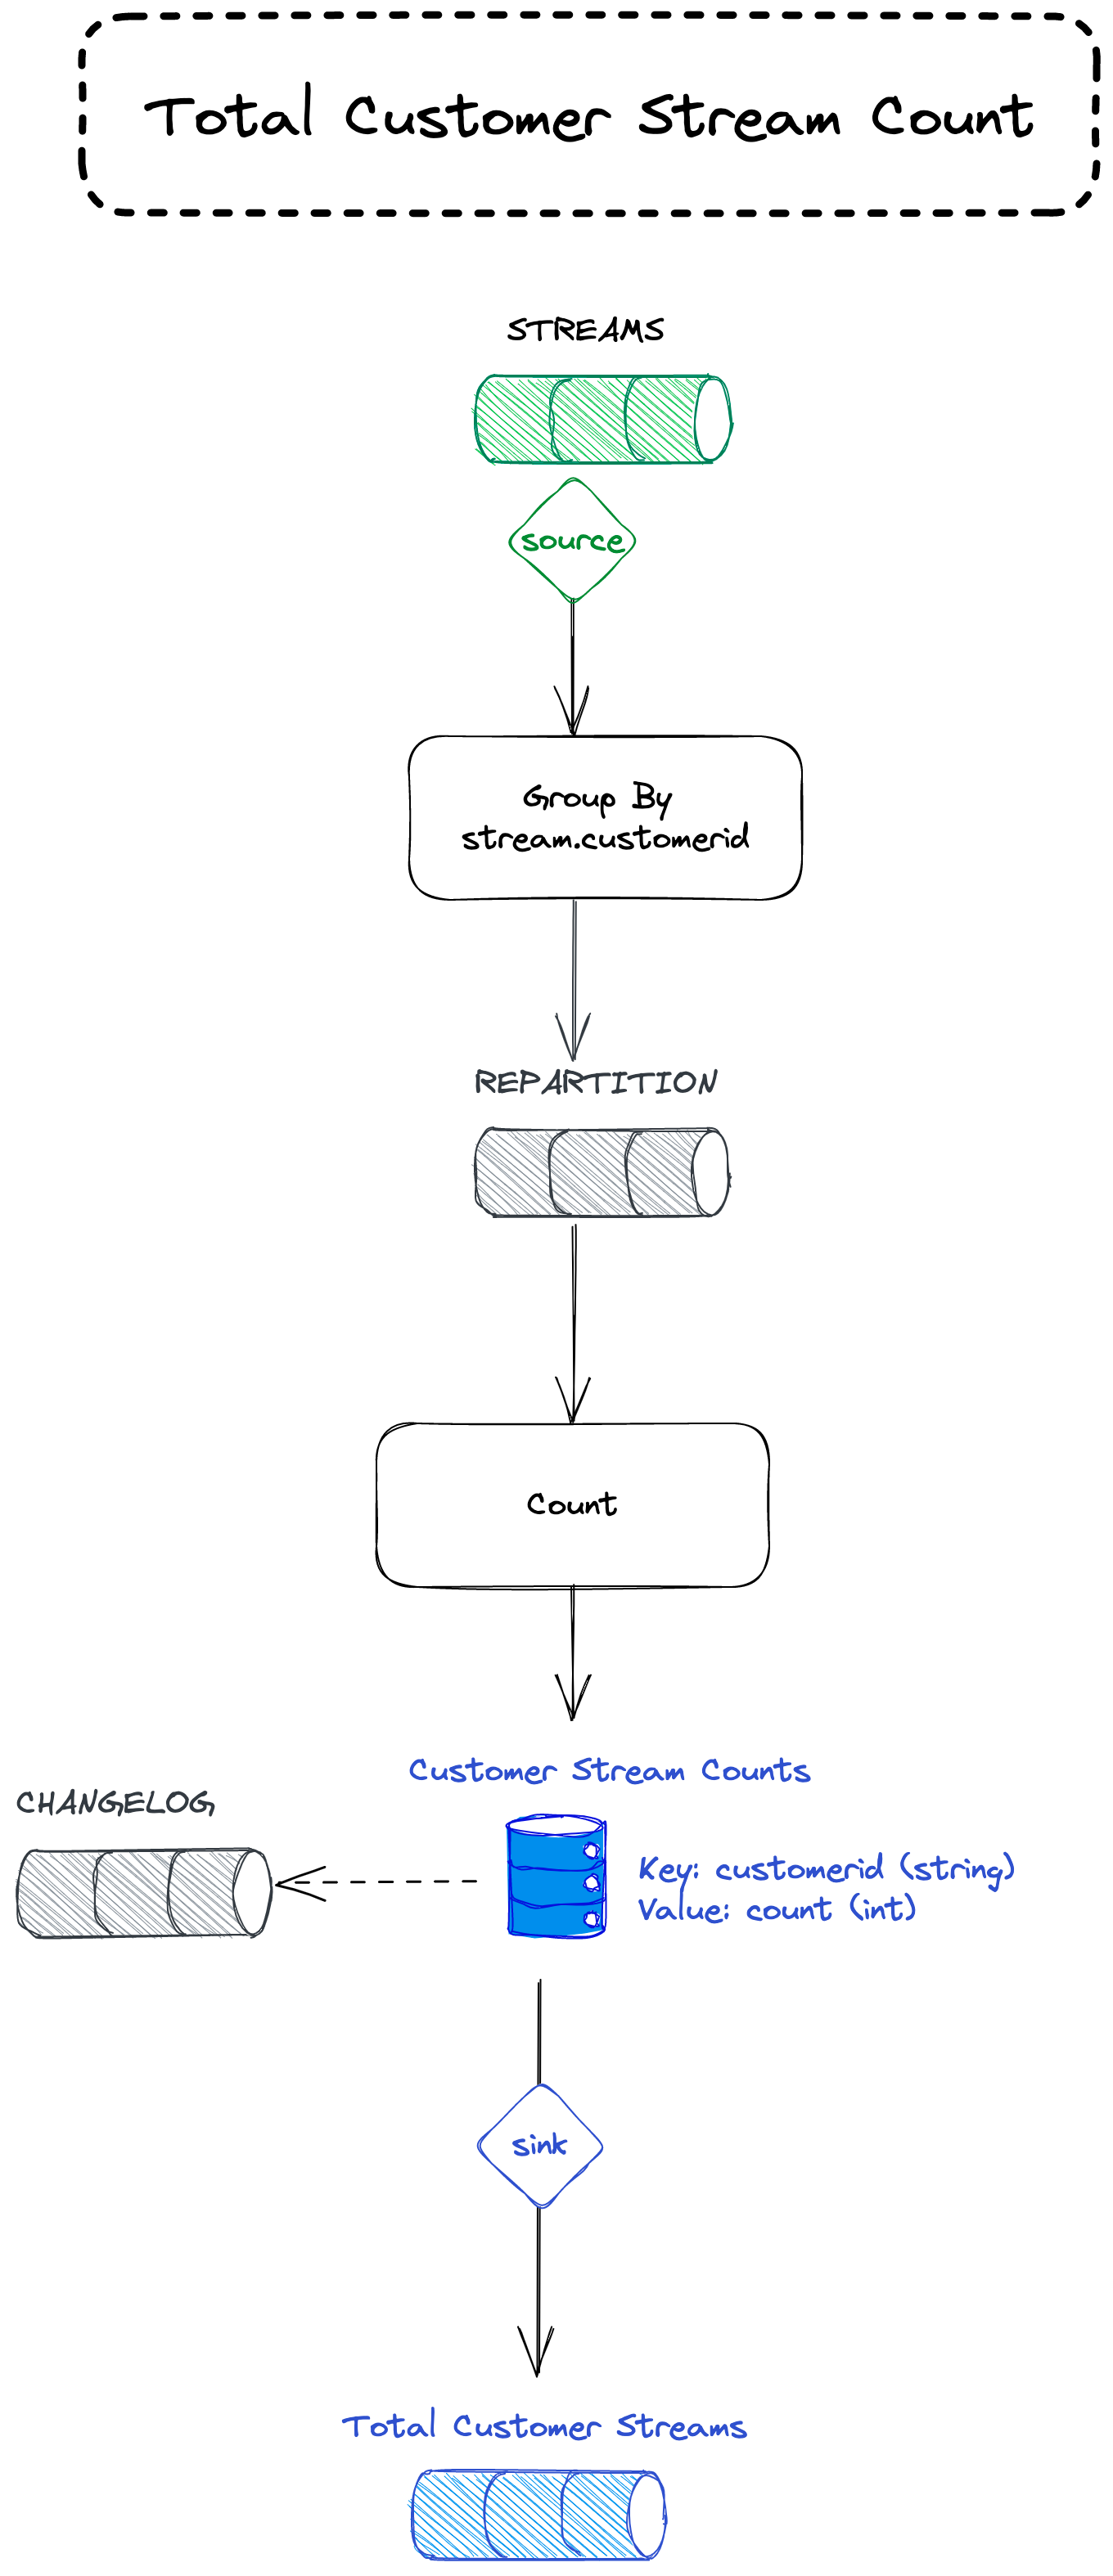 Total Customer Stream Count
STREAMS
source
Group By
stream.customerid
REPARTITION
Count
Customer Stream Counts
CHANGELOG
Key: customerid (string)
Value: count (int)
sink
Total Customer Streams